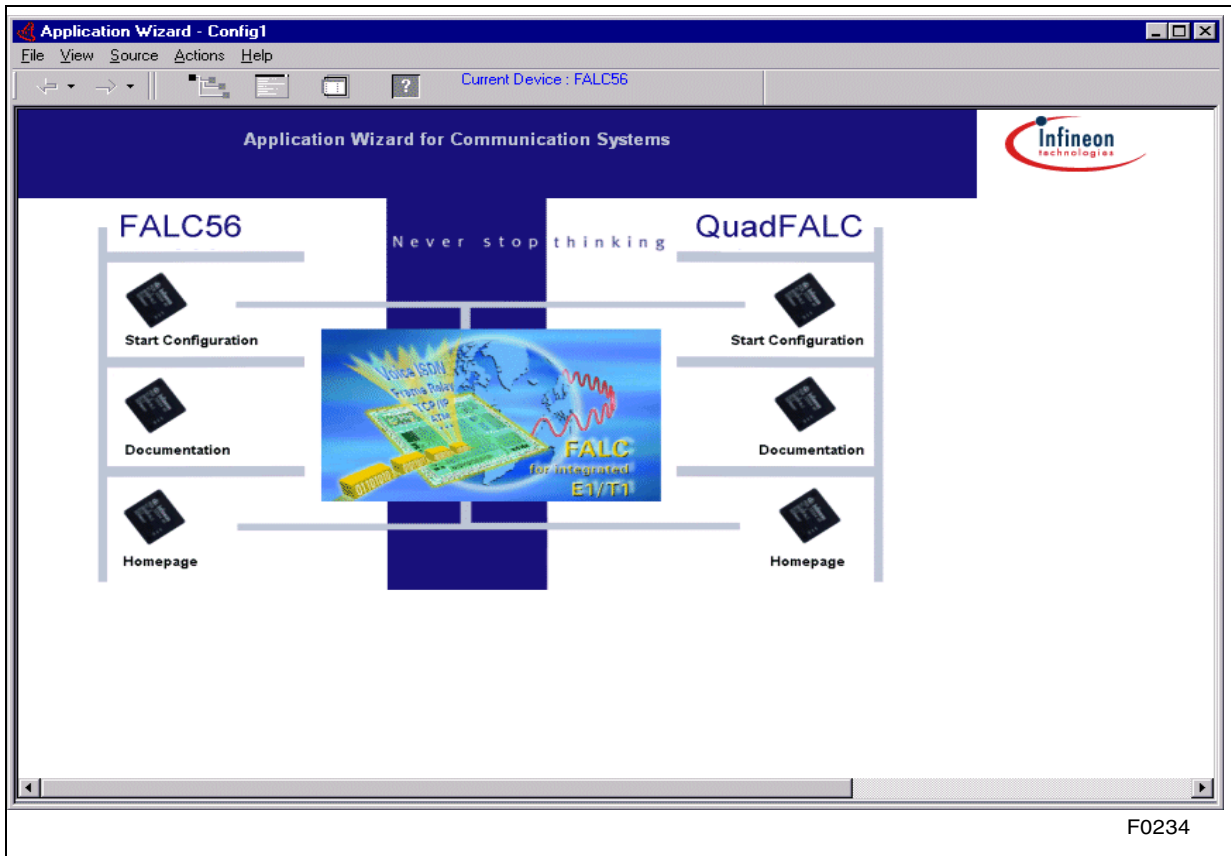 Application Wizard - Config1
File View Source Actions Help
? Current Device : FALC56
Application Wizard for Communication Systems
Infineon
technologies
FALC56
QuadFALC
Never stop thinking
Start Configuration
Start Configuration
Voice ISDN
Frame Relay
TCP/IP
ATM
FALC
for integrated
E1/T1
Documentation
Documentation
Homepage
Homepage
F0234